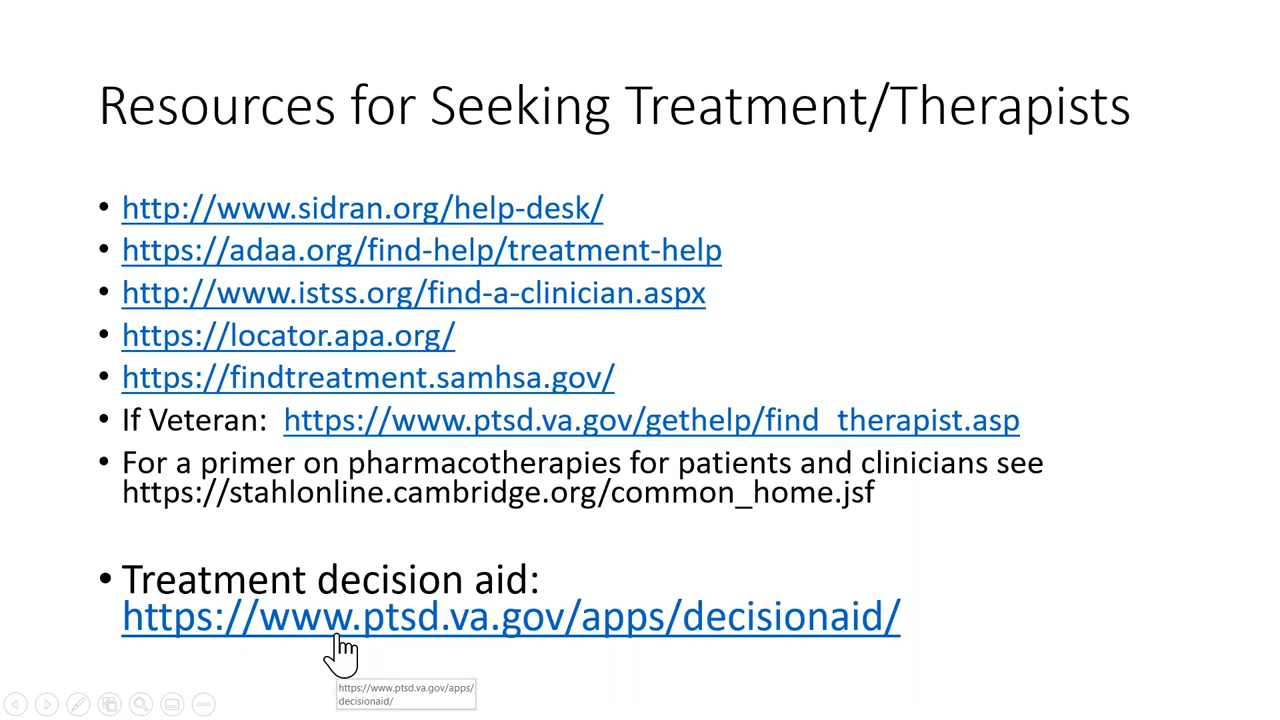 Resources for Seeking Treatment/Therapists
• http://www.sidran.org/help-desk/
• https://adaa.org/find-help/treatment-help
• http://www.istss.org/find-a-clinician.aspx
• https://locator.apa.org/
• https://findtreatment.samhsa.gov/
• If Veteran: https://www.ptsd.va.gov/gethelp/find_therapist.asp
• For a primer on pharmacotherapies for patients and clinicians see
https://stahlonline.cambridge.org/common_home.jsf
• Treatment decision aid:
https://www.ptsd.va.gov/apps/decisionaid/
https://www.ptsd.va.gov/apps/
decisionaid/